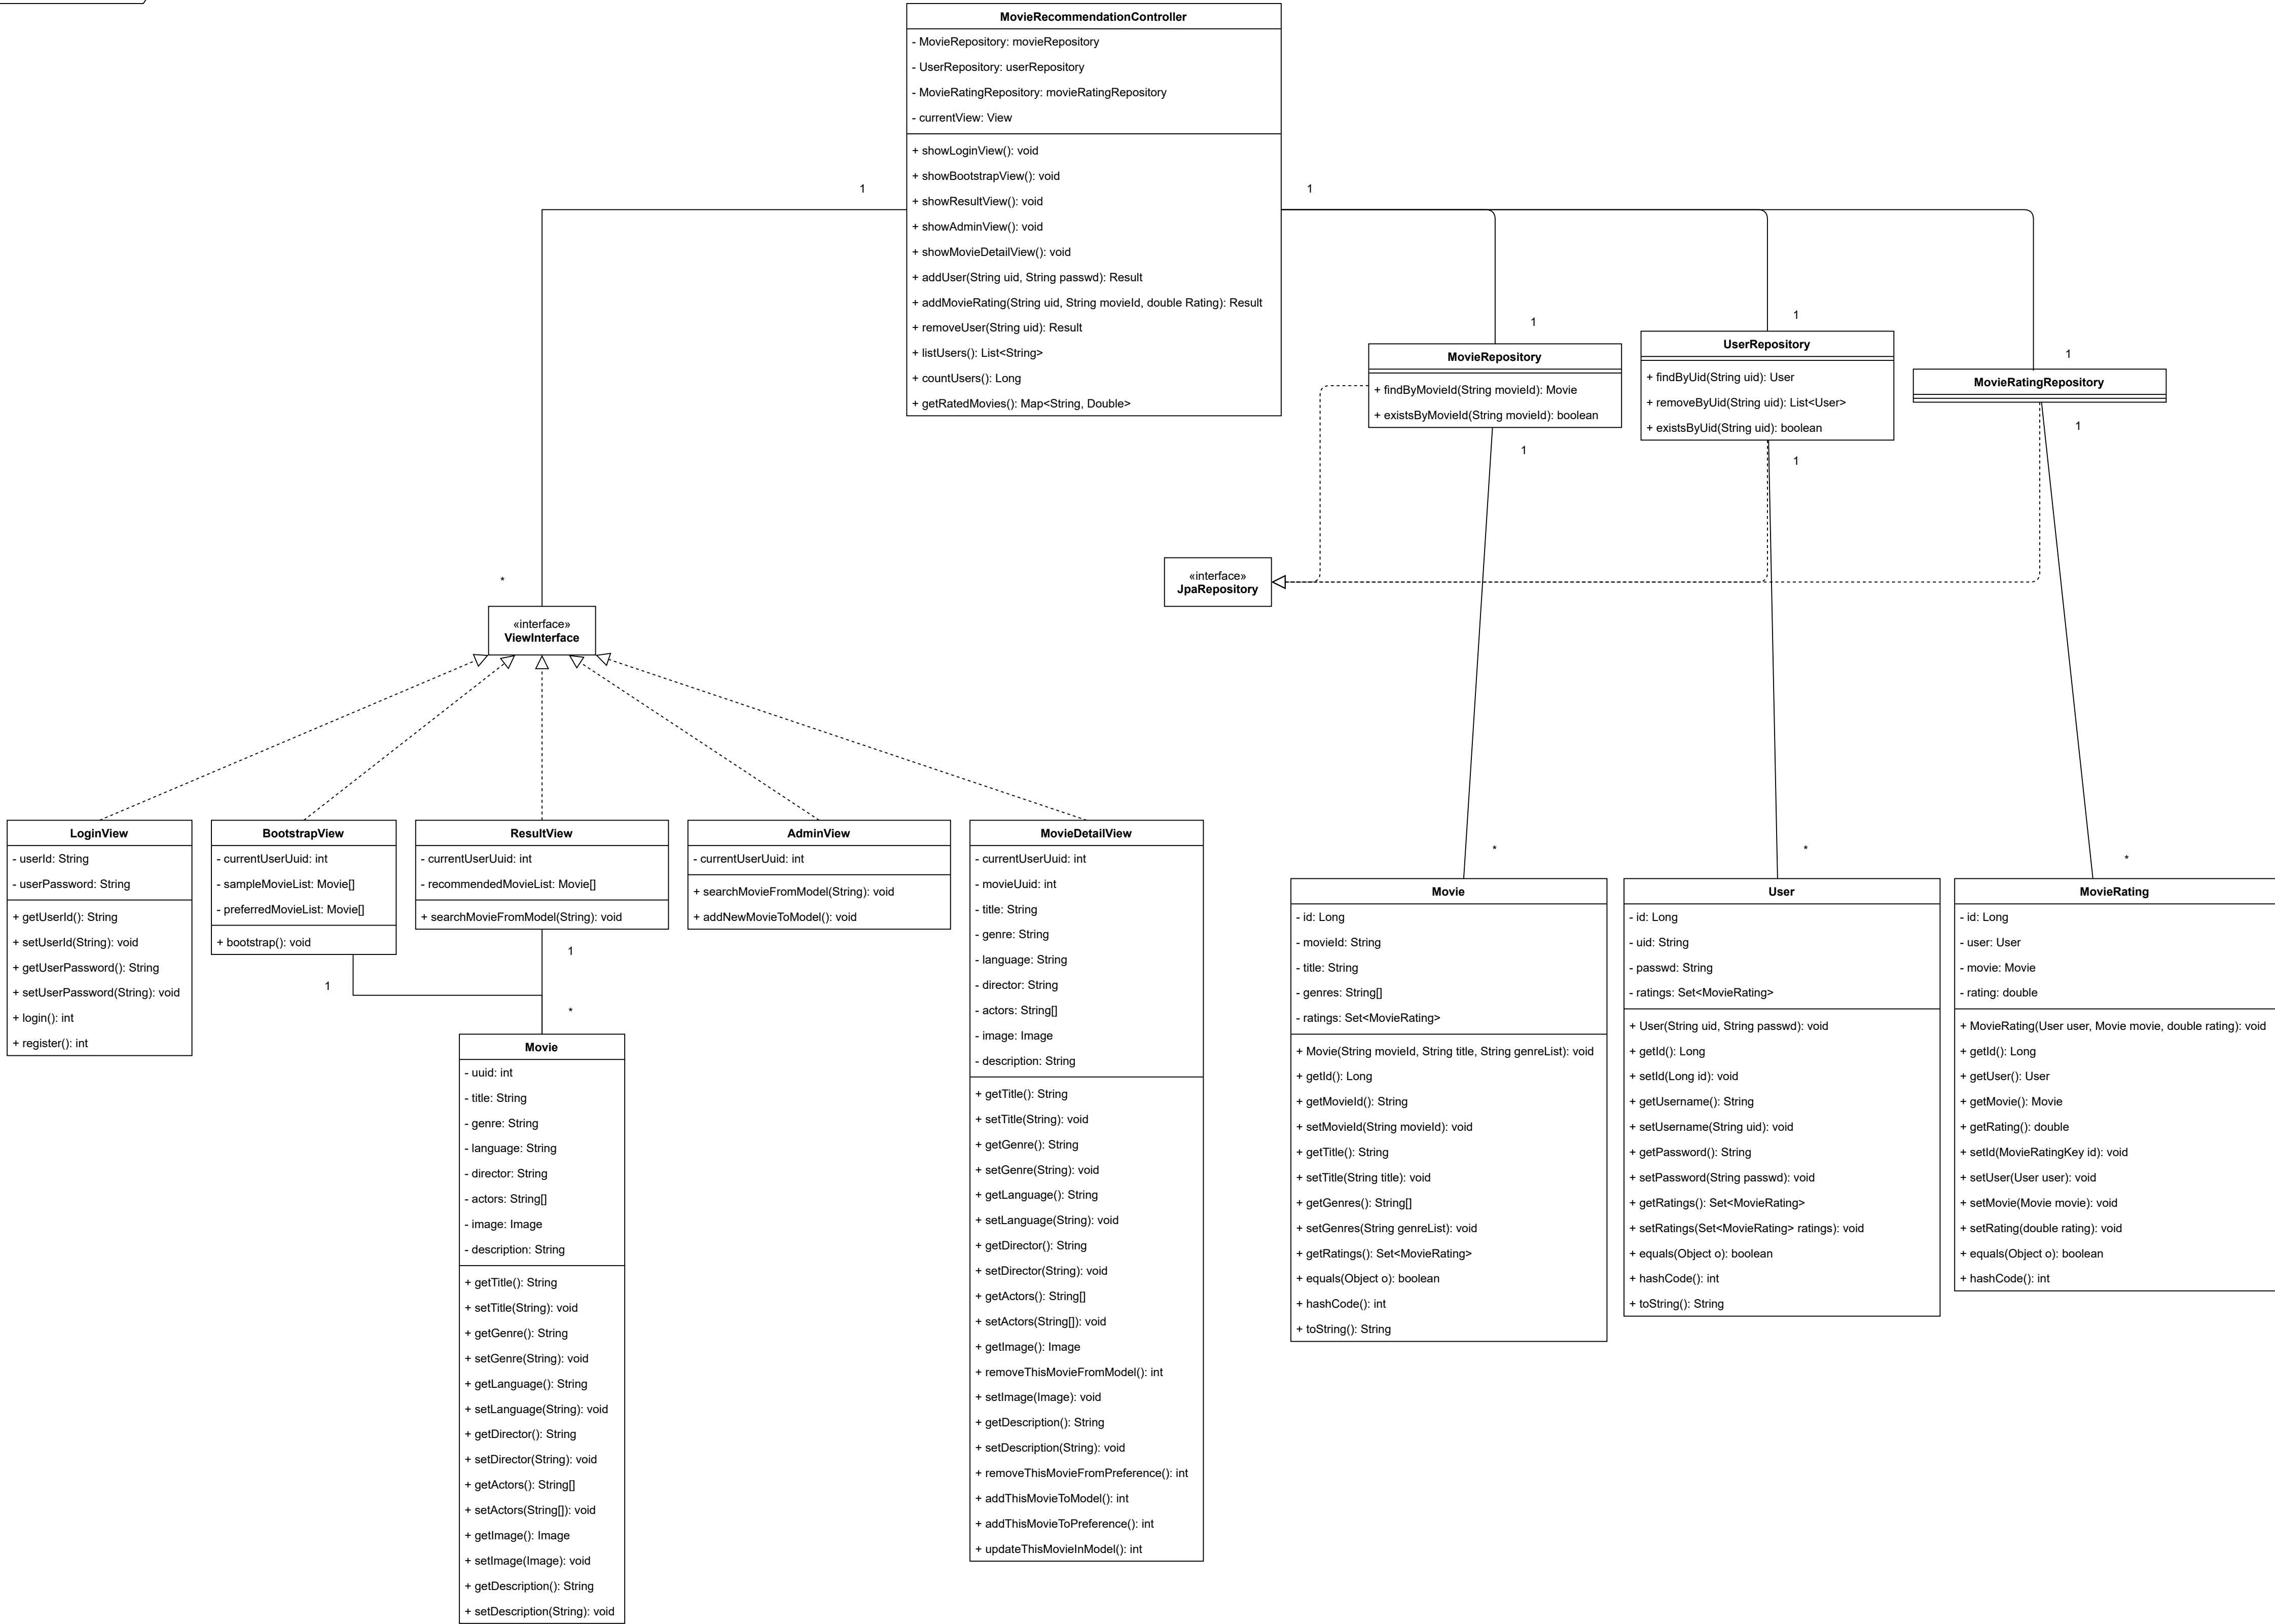 MovieRecommendationController
- MovieRepository: movieRepository
- UserRepository: userRepository
- MovieRatingRepository: movieRatingRepository
- currentView: View
+ showLoginView(): void
+ showBootstrapView(): void
+ showResultView(): void
+ showAdminView(): void
+ showMovieDetailView(): void
+ addUser(String uid, String passwd): Result
+ addMovieRating(String uid, String movieId, double Rating): Result
+ removeUser(String uid): Result
+ listUsers(): List<String>
+ countUsers(): Long
+ getRatedMovies(): Map<String, Double>
1
1
1
1
1
MovieRepository
+ findByMovieId(String movieId): Movie
+ existsByMovieId(String movieId): boolean
1
UserRepository
+ findByUid(String uid): User
+ removeByUid(String uid): List<User>
+ existsByUid(String uid): boolean
1
MovieRatingRepository
1
«interface»
JpaRepository
*
«interface»
ViewInterface
LoginView
- userId: String
- userPassword: String
+ getUserId(): String
+ setUserId(String): void
+ getUserPassword(): String
+ setUserPassword(String): void
+ login(): int
+ register(): int
BootstrapView
- currentUserUuid: int
- sampleMovieList: Movie[]
- preferredMovieList: Movie[]
+ bootstrap(): void
1
ResultView
- currentUserUuid: int
- recommendedMovieList: Movie[]
+ searchMovieFromModel(String): void
1
*
AdminView
- currentUserUuid: int
+ searchMovieFromModel(String): void
+ addNewMovieToModel(): void
Movie
- uuid: int
- title: String
- genre: String
- language: String
- director: String
- actors: String[]
- image: Image
- description: String
+ getTitle(): String
+ setTitle(String): void
+ getGenre(): String
+ setGenre(String): void
+ getLanguage(): String
+ setLanguage(String): void
+ getDirector(): String
+ setDirector(String): void
+ getActors(): String[]
+ setActors(String[]): void
+ getImage(): Image
+ setImage(Image): void
+ getDescription(): String
+ setDescription(String): void
MovieDetailView
- currentUserUuid: int
- movieUuid: int
- title: String
- genre: String
- language: String
- director: String
- actors: String[]
- image: Image
- description: String
+ getTitle(): String
+ setTitle(String): void
+ getGenre(): String
+ setGenre(String): void
+ getLanguage(): String
+ setLanguage(String): void
+ getDirector(): String
+ setDirector(String): void
+ getActors(): String[]
+ setActors(String[]): void
+ getImage(): Image
+ removeThisMovieFromModel(): int
+ setImage(Image): void
+ getDescription(): String
+ setDescription(String): void
+ removeThisMovieFromPreference(): int
+ addThisMovieToModel(): int
+ addThisMovieToPreference(): int
+ updateThisMovieInModel(): int
*
Movie
- id: Long
- movieId: String
- title: String
- genres: String[]
- ratings: Set<MovieRating>
+ Movie(String movieId, String title, String genreList): void
+ getId(): Long
+ getMovieId(): String
+ setMovieId(String movieId): void
+ getTitle(): String
+ setTitle(String title): void
+ getGenres(): String[]
+ setGenres(String genreList): void
+ getRatings(): Set<MovieRating>
+ equals(Object o): boolean
+ hashCode(): int
+ toString(): String
*
User
- id: Long
- uid: String
- passwd: String
- ratings: Set<MovieRating>
+ User(String uid, String passwd): void
+ getId(): Long
+ setId(Long id): void
+ getUsername(): String
+ setUsername(String uid): void
+ getPassword(): String
+ setPassword(String passwd): void
+ getRatings(): Set<MovieRating>
+ setRatings(Set<MovieRating> ratings): void
+ equals(Object o): boolean
+ hashCode(): int
+ toString(): String
*
MovieRating
- id: Long
- user: User
- movie: Movie
- rating: double
+ MovieRating(User user, Movie movie, double rating): void
+ getId(): Long
+ getUser(): User
+ getMovie(): Movie
+ getRating(): double
+ setId(MovieRatingKey id): void
+ setUser(User user): void
+ setMovie(Movie movie): void
+ setRating(double rating): void
+ equals(Object o): boolean
+ hashCode(): int